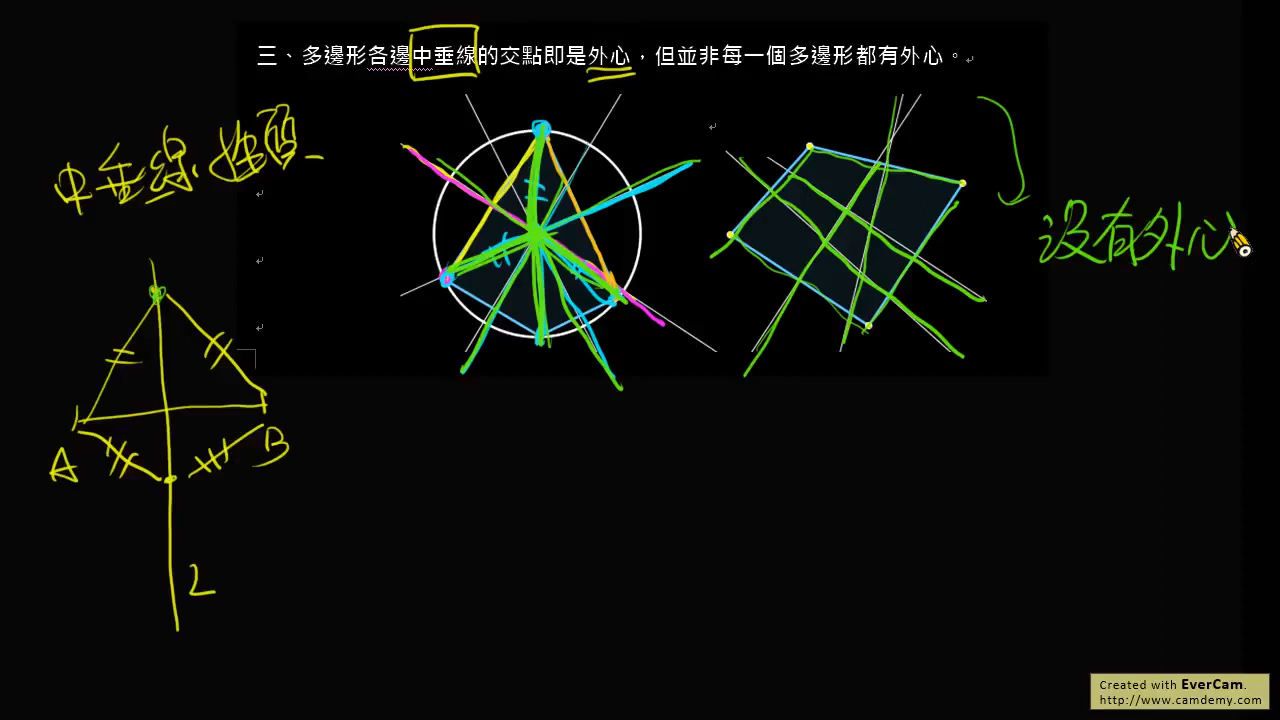 三、多邊形各邊中垂線的交點即是外心，但並非每一個多邊形都有外心。
中垂線性質
沒有外心
A
B
L
Created with EverCam.
http://www.camdemy.com